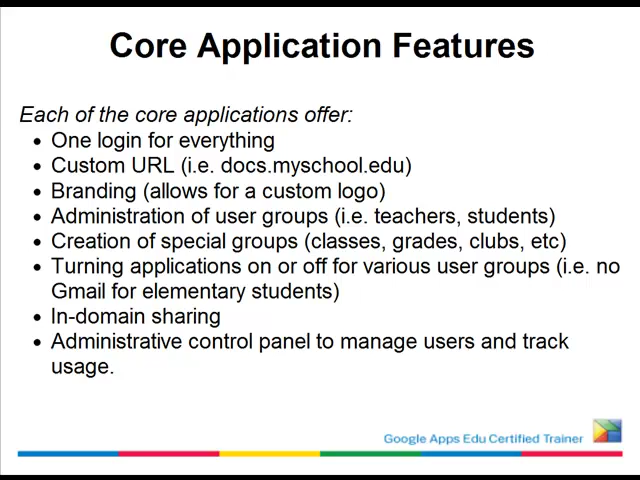 Core Application Features
Each of the core applications offer:
• One login for everything
• Custom URL (i.e. docs.myschool.edu)
• Branding (allows for a custom logo)
• Administration of user groups (i.e. teachers, students)
• Creation of special groups (classes, grades, clubs, etc)
• Turning applications on or off for various user groups (i.e. no
Gmail for elementary students)
• In-domain sharing
• Administrative control panel to manage users and track
usage.
Google Apps Edu Certified Trainer